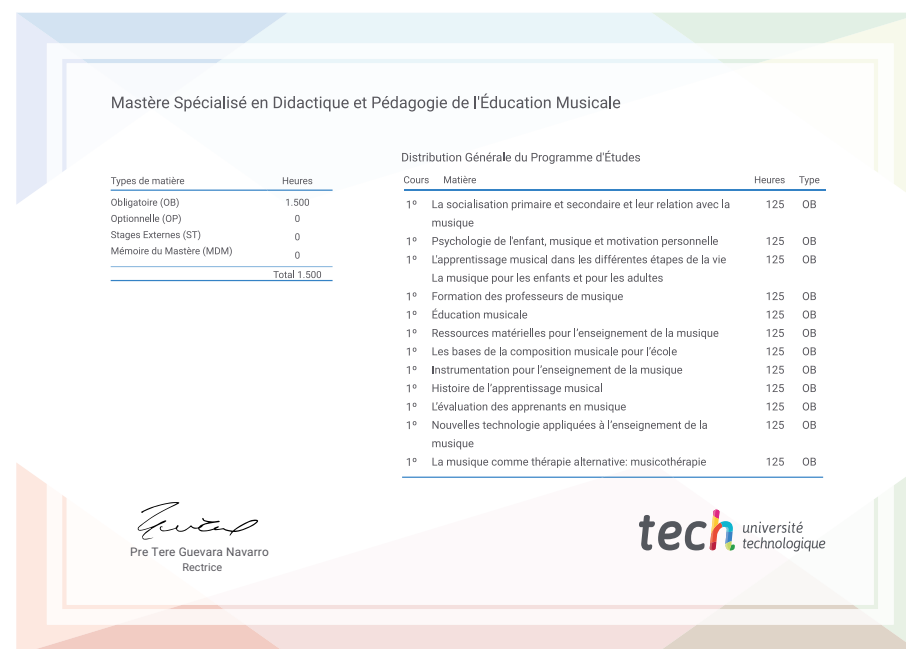 Mastère Spécialisé en Didactique et Pédagogie de l'Éducation Musicale
Types de matière Heures
Obligatoire (OB) 1.500
Optionnelle (OP) 0
Stages Externes (ST) 0
Mémoire du Mastère (MDM) 0
Total 1.500
Distribution Générale du Programme d'Études
Cours Matière Heures Type
1º La socialisation primaire et secondaire et leur relation avec la 125 OB
musique
1º Psychologie de l'enfant, musique et motivation personnelle 125 OB
1º L'apprentissage musical dans les différentes étapes de la vie 125 OB
La musique pour les enfants et pour les adultes
1º Formation des professeurs de musique 125 OB
1º Éducation musicale 125 OB
1º Ressources matérielles pour l'enseignement de la musique 125 OB
1º Les bases de la composition musicale pour l'école 125 OB
1º Instrumentation pour l'enseignement de la musique 125 OB
1º Histoire de l'apprentissage musical 125 OB
1º L'évaluation des apprenants en musique 125 OB
1º Nouvelles technologie appliquées à l'enseignement de la 125 OB
musique
1º La musique comme thérapie alternative: musicothérapie 125 OB
Pre Tere Guevara Navarro
Rectrice
tech université
technologique